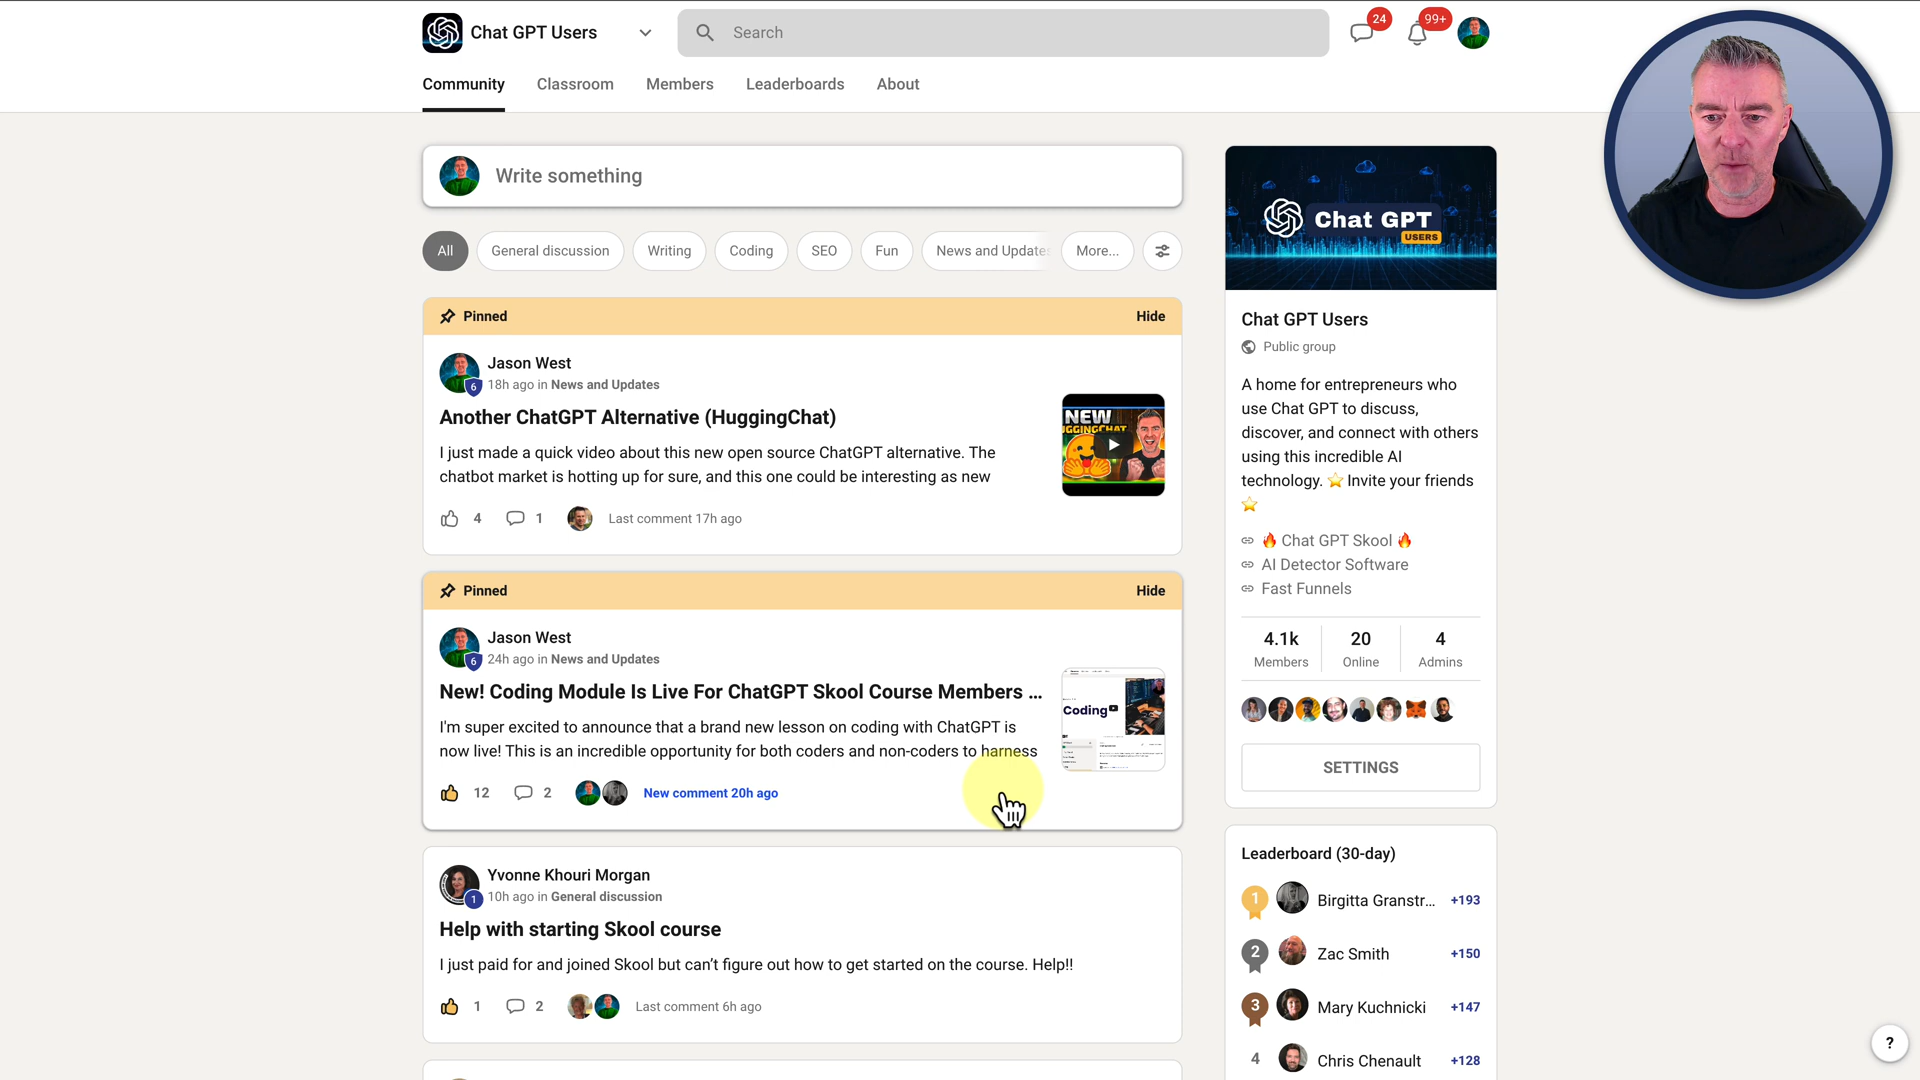 Chat GPT Users
Search
24
99+
Community
Classroom
Members
Leaderboards
About
Write something
All
General discussion
Writing
Coding
SEO
Fun
News and Update
More...
Pinned
Hide
Jason West
6
18h ago in News and Updates
Another ChatGPT Alternative (HuggingChat)
I just made a quick video about this new open source ChatGPT alternative. The
chatbot market is hotting up for sure, and this one could be interesting as new
NEW
4
1
Last comment 17h ago
Pinned
Hide
Jason West
6
24h ago in News and Updates
New! Coding Module Is Live For ChatGPT Skool Course Members ...
I'm super excited to announce that a brand new lesson on coding with ChatGPT is
now live! This is an incredible opportunity for both coders and non-coders to harness
Coding
12
2
New comment 20h ago
Yvonne Khouri Morgan
1
10h ago in General discussion
Help with starting Skool course
I just paid for and joined Skool but can’t figure out how to get started on the course. Help!!
1
2
Last comment 6h ago
Chat GPT
USERS
Chat GPT Users
Public group
A home for entrepreneurs who
use Chat GPT to discuss,
discover, and connect with others
using this incredible AI
technology. ⭐ Invite your friends
⭐
🔥 Chat GPT Skool 🔥
AI Detector Software
Fast Funnels
4.1k
Members
20
Online
4
Admins
SETTINGS
Leaderboard (30-day)
1
Birgitta Granstr...
+193
2
Zac Smith
+150
3
Mary Kuchnicki
+147
4
Chris Chenault
+128
?